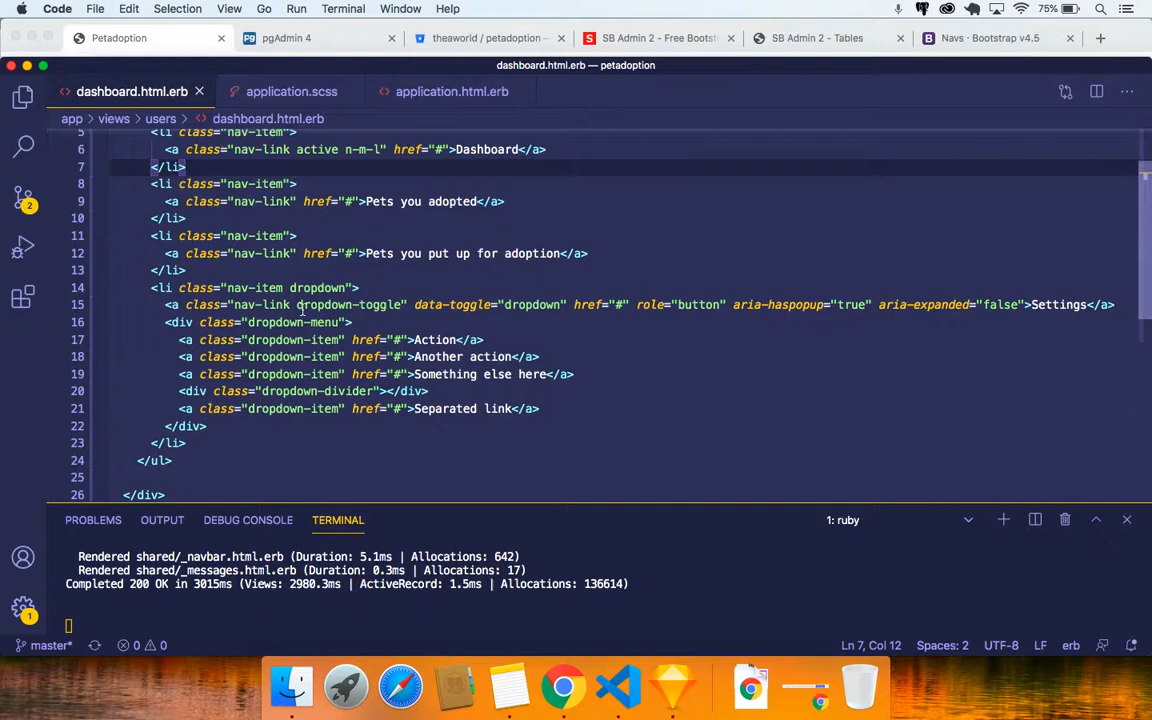 Code File Edit Selection View Go Run Terminal Window Help 75%
Petadoption pgAdmin 4 theaworld / petadoption — SB Admin 2 - Free Bootst SB Admin 2 - Tables Navs · Bootstrap v4.5
dashboard.html.erb — petadoption
dashboard.html.erb application.scss application.html.erb
app > views > users > dashboard.html.erb
5 <li class="nav-item">
6 <a class="nav-link active n-m-l" href="#">Dashboard</a>
7 </li>
8 <li class="nav-item">
9 <a class="nav-link" href="#">Pets you adopted</a>
10 </li>
11 <li class="nav-item">
12 <a class="nav-link" href="#">Pets you put up for adoption</a>
13 </li>
14 <li class="nav-item dropdown">
15 <a class="nav-link dropdown-toggle" data-toggle="dropdown" href="#" role="button" aria-haspopup="true" aria-expanded="false">Settings</a>
16 <div class="dropdown-menu">
17 <a class="dropdown-item" href="#">Action</a>
18 <a class="dropdown-item" href="#">Another action</a>
19 <a class="dropdown-item" href="#">Something else here</a>
20 <div class="dropdown-divider"></div>
21 <a class="dropdown-item" href="#">Separated link</a>
22 </div>
23 </li>
24 </ul>
25
26 </div>
PROBLEMS OUTPUT DEBUG CONSOLE TERMINAL 1: ruby
Rendered shared/_navbar.html.erb (Duration: 5.1ms | Allocations: 642)
Rendered shared/_messages.html.erb (Duration: 0.3ms | Allocations: 17)
Completed 200 OK in 3015ms (Views: 2980.3ms | ActiveRecord: 1.5ms | Allocations: 136614)
master* 0 0 Ln 7, Col 12 Spaces: 2 UTF-8 LF erb